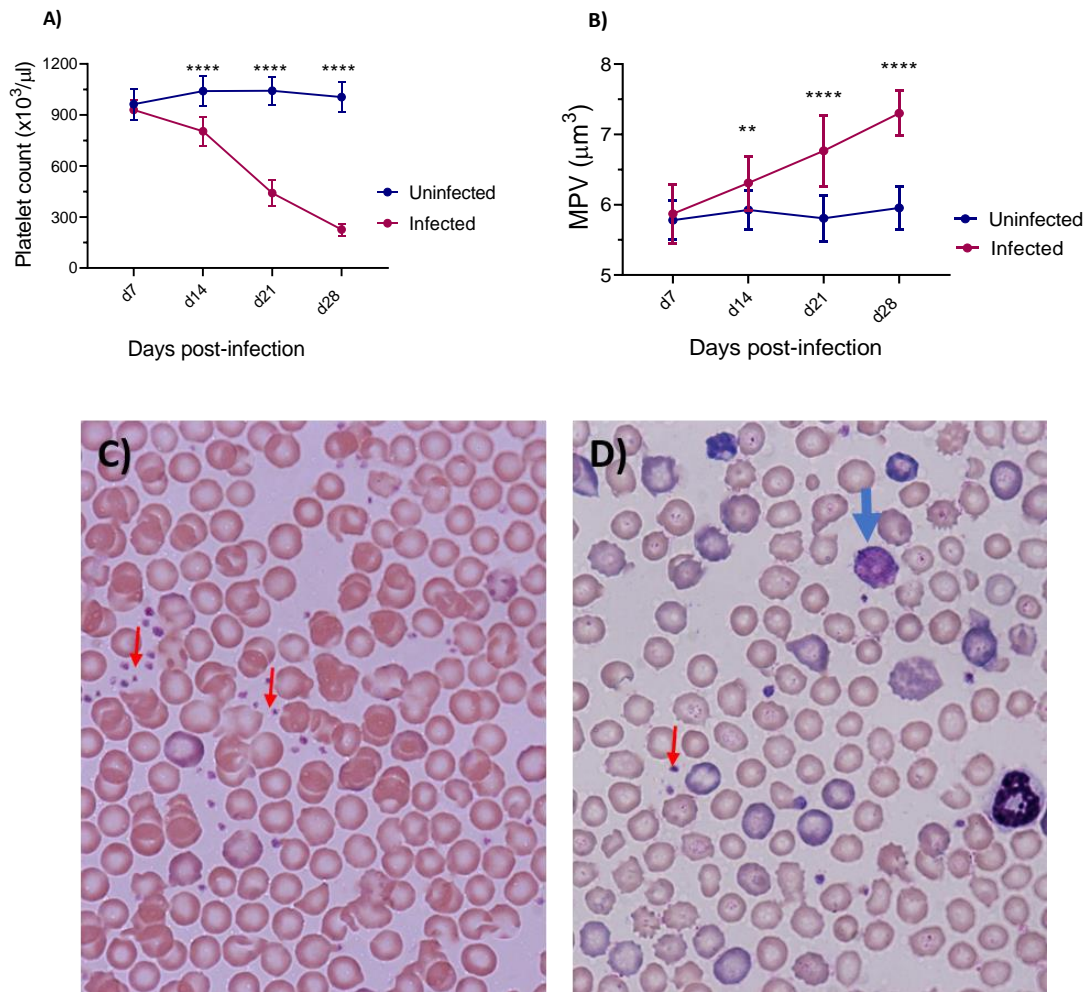 A)
Platelet count (x10³/µl)
1200
900
600
300
0
**** **** ****
d7
d14
d21
d28
Days post-infection
Uninfected
Infected
B)
MPV (µm³)
8
7
6
5
**
****
****
d7
d14
d21
d28
Days post-infection
Uninfected
Infected
C)
D)